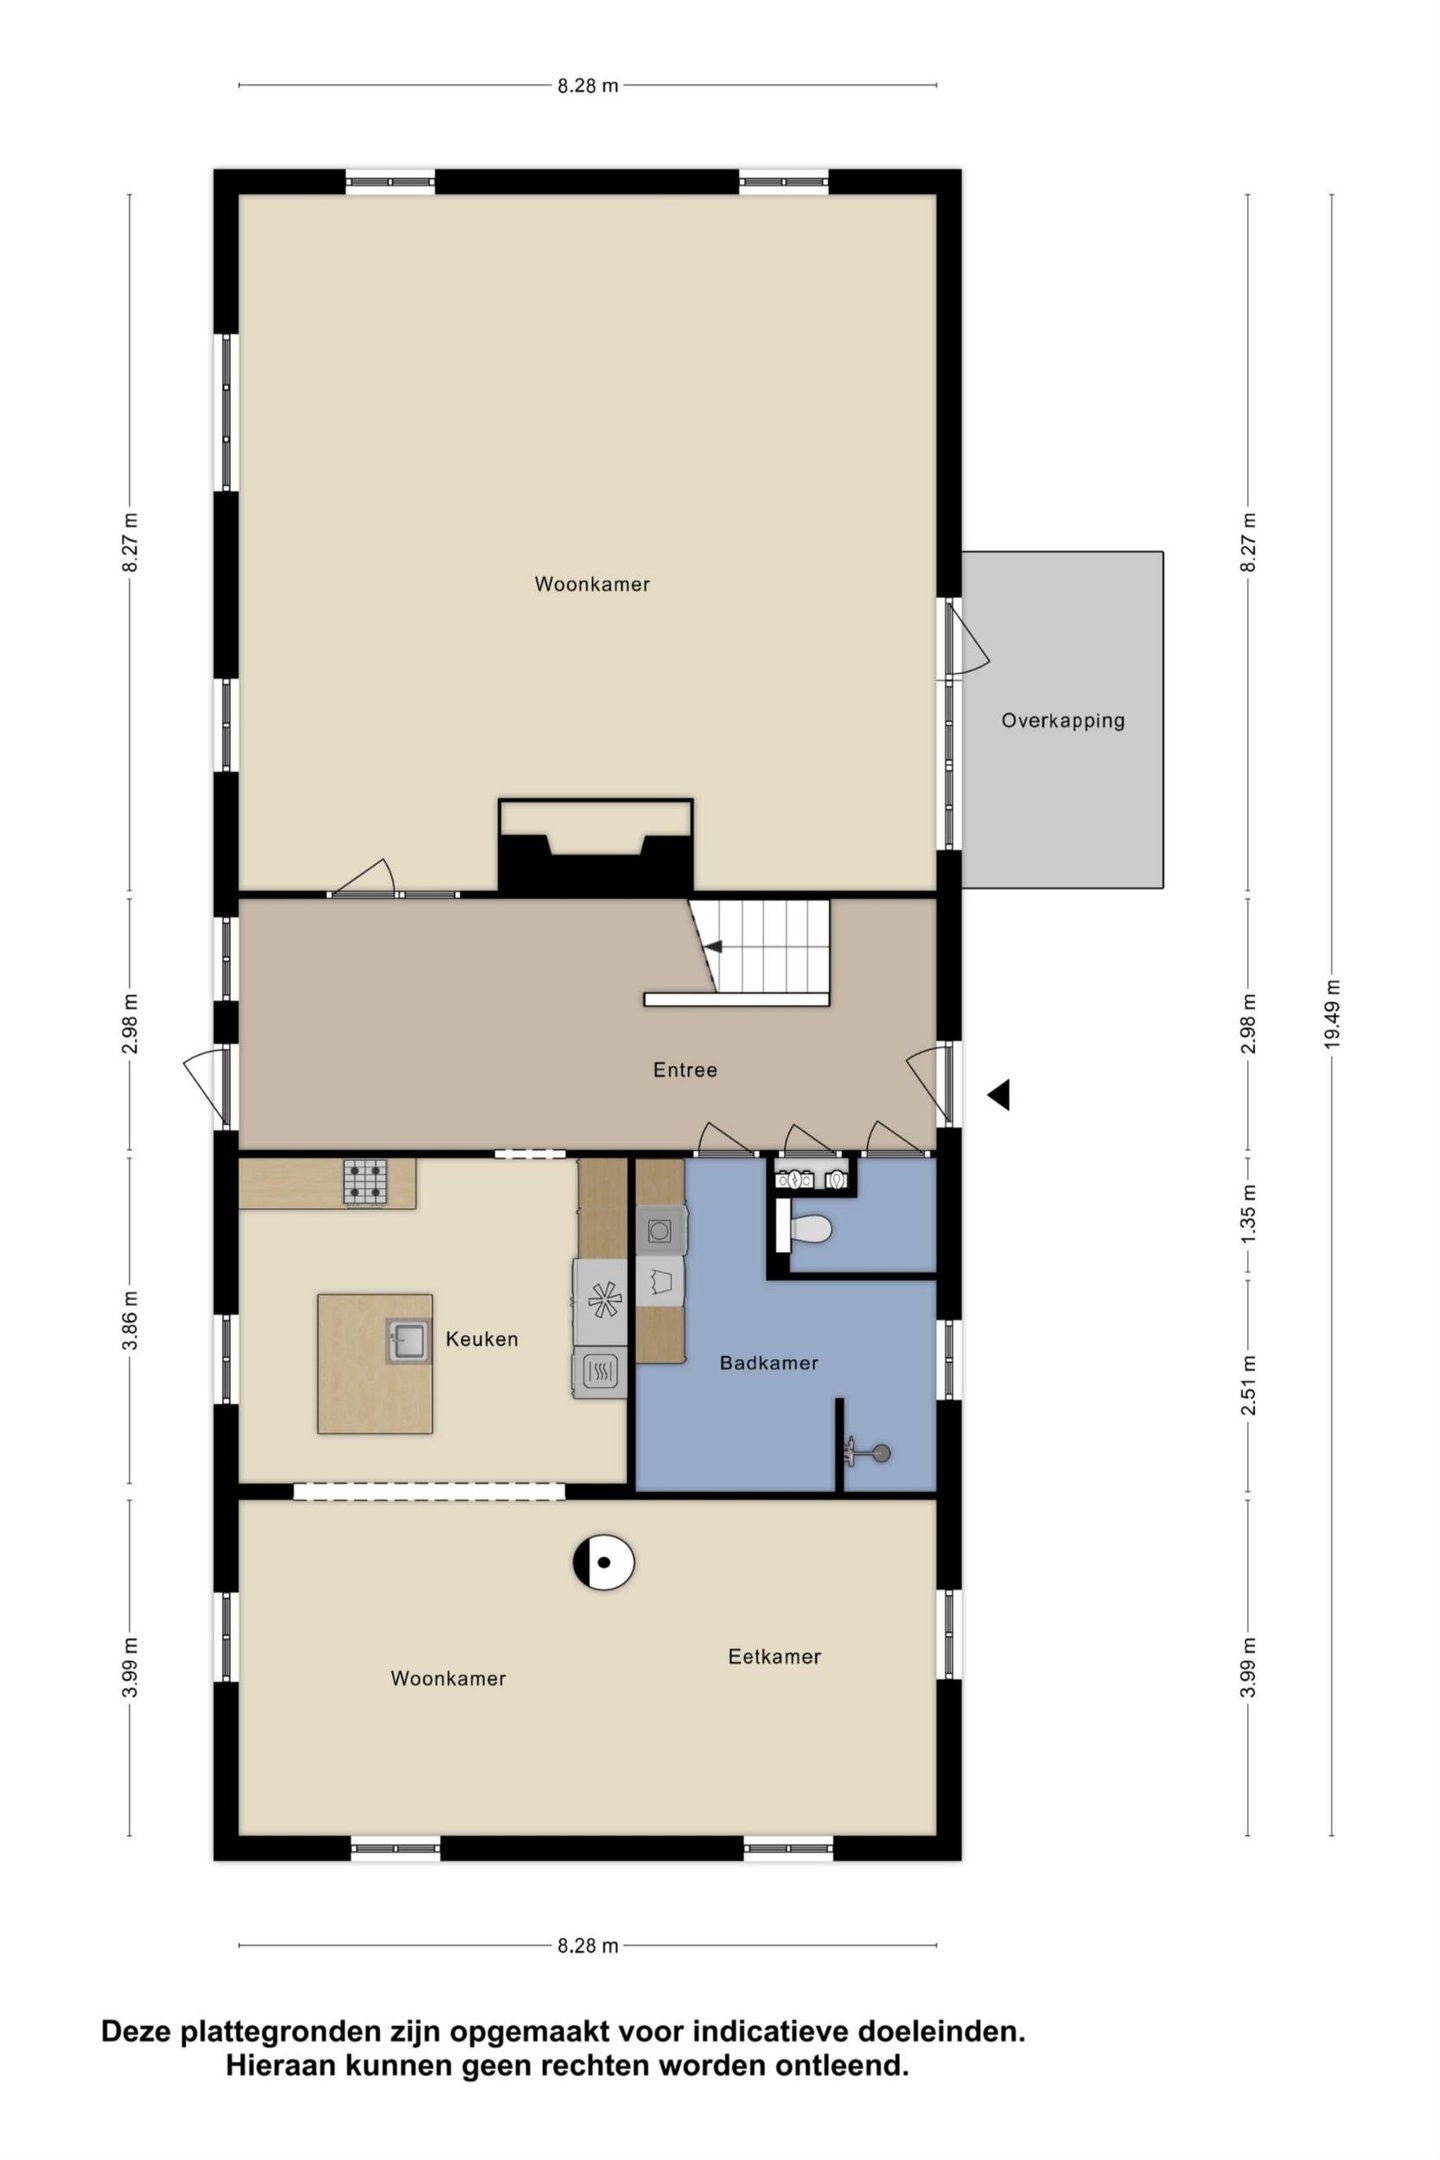 8.28 m
8.27 m
8.27 m
Woonkamer
Overkapping
2.98 m
2.98 m
19.49 m
Entree
1.35 m
3.86 m
Keuken
Badkamer
2.51 m
3.99 m
3.99 m
Woonkamer
Eetkamer
8.28 m
Deze plattegronden zijn opgemaakt voor indicatieve doeleinden.
Hieraan kunnen geen rechten worden ontleend.